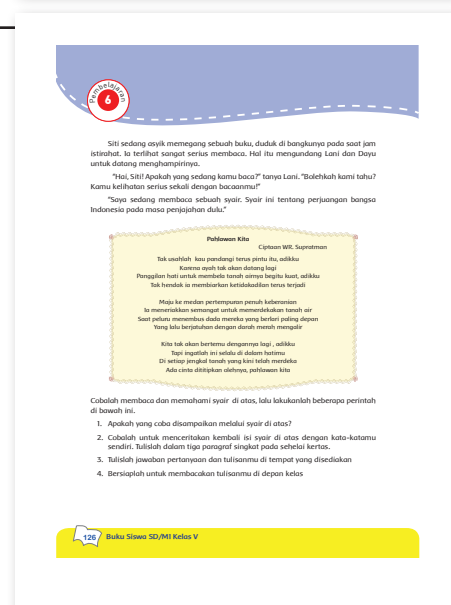 Pembelajaran
6
Siti sedang asyik memegang sebuah buku, duduk di bangkunya pada saat jam
istirahat. Ia terlihat sangat serius membaca. Hal itu mengundang Lani dan Dayu
untuk datang menghampirinya.
"Hai, Siti! Apakah yang sedang kamu baca?" tanya Lani. "Bolehkah kami tahu?
Kamu kelihatan serius sekali dengan bacaanmu!"
"Saya sedang membaca sebuah syair. Syair ini tentang perjuangan bangsa
Indonesia pada masa penjajahan dulu."
Pahlawan Kita
Ciptaan WR. Supratman
Tak usahlah kau pandangi terus pintu itu, adikku
Karena ayah tak akan datang lagi
Panggilan hati untuk membela tanah airnya begitu kuat, adikku
Tak hendak ia membiarkan ketidakadilan terus terjadi
Maju ke medan pertempuran penuh keberanian
Ia meneriakkan semangat untuk memerdekakan tanah air
Saat peluru menembus dada mereka yang berlari paling depan
Yang lalu berjatuhan dengan darah merah mengalir
Kita tak akan bertemu dengannya lagi , adikku
Tapi ingatlah ini selalu di dalam hatimu
Di setiap jengkal tanah yang kini telah merdeka
Ada cinta dititipkan olehnya, pahlawan kita
Cobalah membaca dan memahami syair di atas, lalu lakukanlah beberapa perintah
di bawah ini.
1. Apakah yang coba disampaikan melalui syair di atas?
2. Cobalah untuk menceritakan kembali isi syair di atas dengan kata-katamu
sendiri. Tulislah dalam tiga paragraf singkat pada sehelai kertas.
3. Tulislah jawaban pertanyaan dan tulisanmu di tempat yang disediakan
4. Bersiaplah untuk membacakan tulisanmu di depan kelas
126 Buku Siswa SD/MI Kelas V